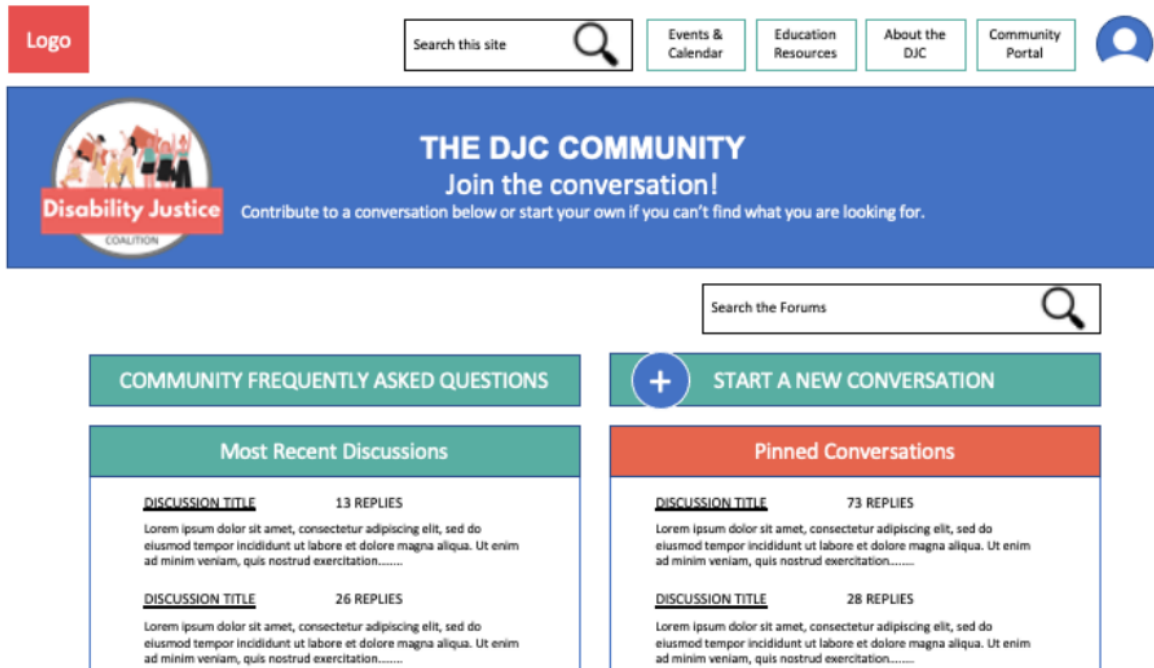 Logo
Search this site
Events &
Calendar
Education
Resources
About the
DJC
Community
Portal
THE DJC COMMUNITY
Join the conversation!
Contribute to a conversation below or start your own if you can't find what you are looking for.
Disability Justice
COALITION
Search the Forums
COMMUNITY FREQUENTLY ASKED QUESTIONS
+ START A NEW CONVERSATION
Most Recent Discussions
DISCUSSION TITLE 13 REPLIES
Lorem ipsum dolor sit amet, consectetur adipiscing elit, sed do
eiusmod tempor incididunt ut labore et dolore magna aliqua. Ut enim
ad minim veniam, quis nostrud exercitation........
DISCUSSION TITLE 26 REPLIES
Lorem ipsum dolor sit amet, consectetur adipiscing elit, sed do
eiusmod tempor incididunt ut labore et dolore magna aliqua. Ut enim
ad minim veniam, quis nostrud exercitation........
Pinned Conversations
DISCUSSION TITLE 73 REPLIES
Lorem ipsum dolor sit amet, consectetur adipiscing elit, sed do
eiusmod tempor incididunt ut labore et dolore magna aliqua. Ut enim
ad minim veniam, quis nostrud exercitation........
DISCUSSION TITLE 28 REPLIES
Lorem ipsum dolor sit amet, consectetur adipiscing elit, sed do
eiusmod tempor incididunt ut labore et dolore magna aliqua. Ut enim
ad minim veniam, quis nostrud exercitation........